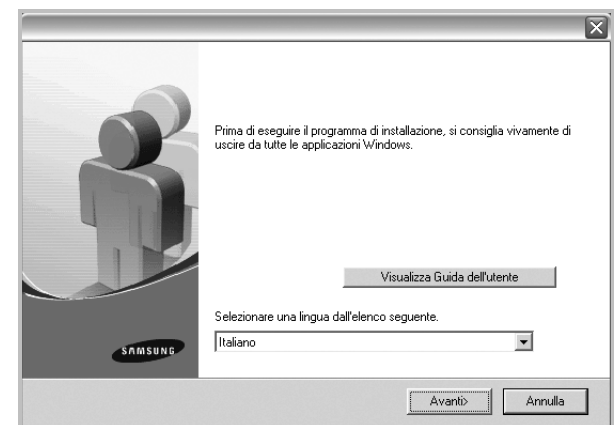 Prima di eseguire il programma di installazione, si consiglia vivamente di
uscire da tutte le applicazioni Windows.
Visualizza Guida dell'utente
Selezionare una lingua dall'elenco seguente.
Italiano
SAMSUNG
Avanti>
Annulla